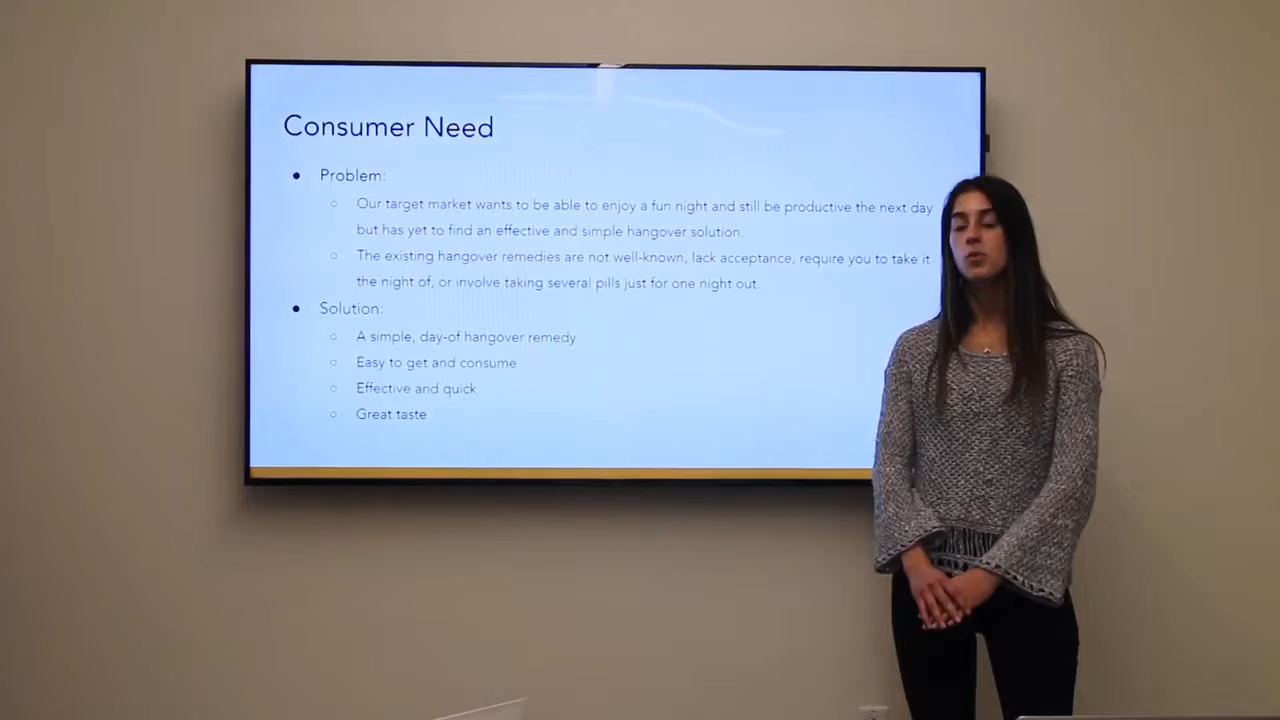 Consumer Need
● Problem:
○ Our target market wants to be able to enjoy a fun night and still be productive the next day
but has yet to find an effective and simple hangover solution.
○ The existing hangover remedies are not well-known, lack acceptance, require you to take it
the night of, or involve taking several pills just for one night out.
● Solution:
○ A simple, day-of hangover remedy
○ Easy to get and consume
○ Effective and quick
○ Great taste